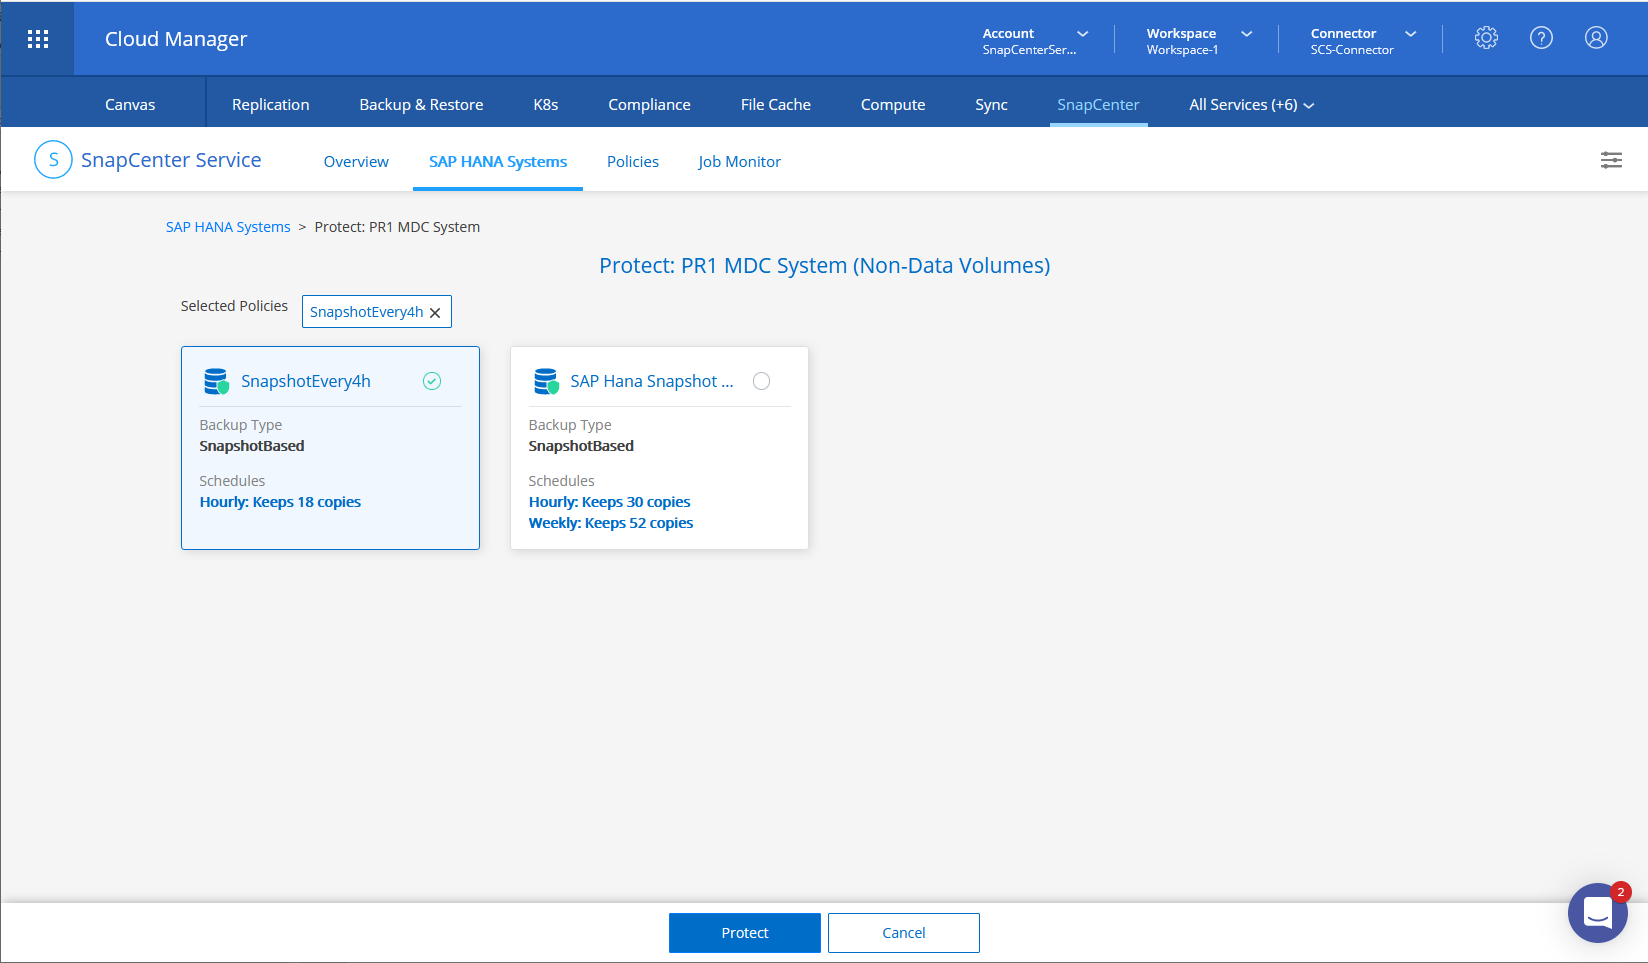 Cloud Manager
Account
SnapCenterSer...
Workspace
Workspace-1
Connector
SCS-Connector
?
Canvas
Replication
Backup & Restore
K8s
Compliance
File Cache
Compute
Sync
SnapCenter
All Services (+6)
S
SnapCenter Service
Overview
SAP HANA Systems
Policies
Job Monitor
SAP HANA Systems > Protect: PR1 MDC System
Protect: PR1 MDC System (Non-Data Volumes)
Selected Policies
SnapshotEvery4h
SnapshotEvery4h
Backup Type
SnapshotBased
Schedules
Hourly: Keeps 18 copies
SAP Hana Snapshot ...
Backup Type
SnapshotBased
Schedules
Hourly: Keeps 30 copies
Weekly: Keeps 52 copies
2
Protect
Cancel